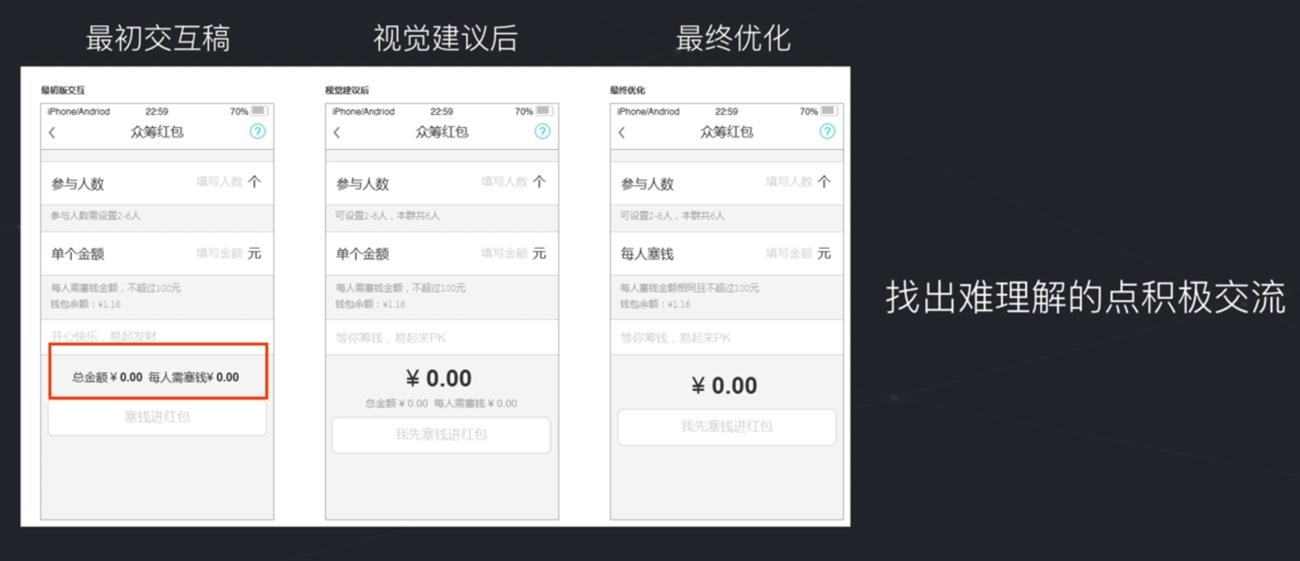 最初交互稿
视觉建议后
最终优化
最初版交互
iPhone/Andriod 22:59 70%
众筹红包 ?
参与人数 填写人数 个
参与人数需设置2-6人
单个金额 填写金额 元
每人需塞钱金额，不超过100元
钱包余额：¥1.16
开心快乐，易起发财
总金额 ¥ 0.00 每人需塞钱¥ 0.00
塞钱进红包
视觉建议后
iPhone/Andriod 22:59 70%
众筹红包 ?
参与人数 填写人数 个
可设置2-6人，本群共6人
单个金额 填写金额 元
每人需塞钱金额，不超过100元
钱包余额：¥1.16
等你筹钱，易起来PK
¥ 0.00
总金额 ¥ 0.00 每人需塞钱 ¥ 0.00
我先塞钱进红包
最终优化
iPhone/Andriod 22:59 70%
众筹红包 ?
参与人数 填写人数 个
可设置2-6人，本群共6人
每人塞钱 填写金额 元
每人塞钱金额相同且不超过100元
钱包余额：¥1.16
等你筹钱，易起来PK
¥ 0.00
我先塞钱进红包
找出难理解的点积极交流